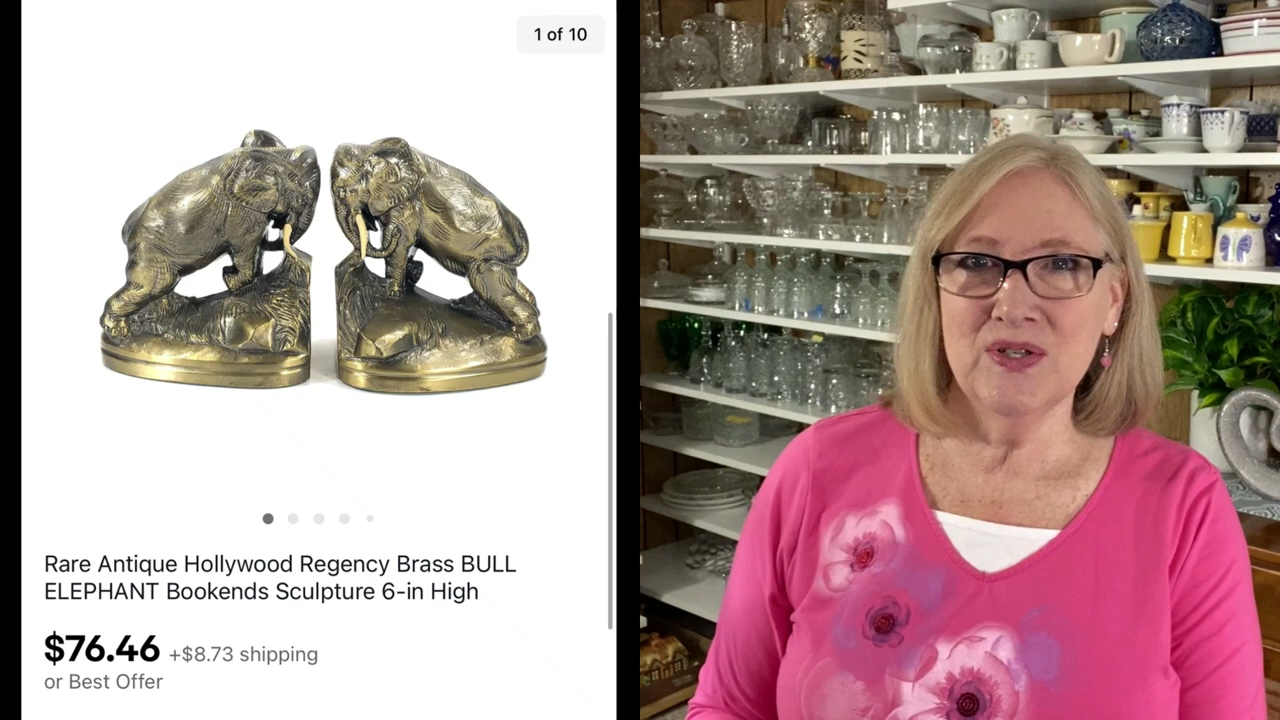 1 of 10
Rare Antique Hollywood Regency Brass BULL
ELEPHANT Bookends Sculpture 6-in High
$76.46 +$8.73 shipping
or Best Offer